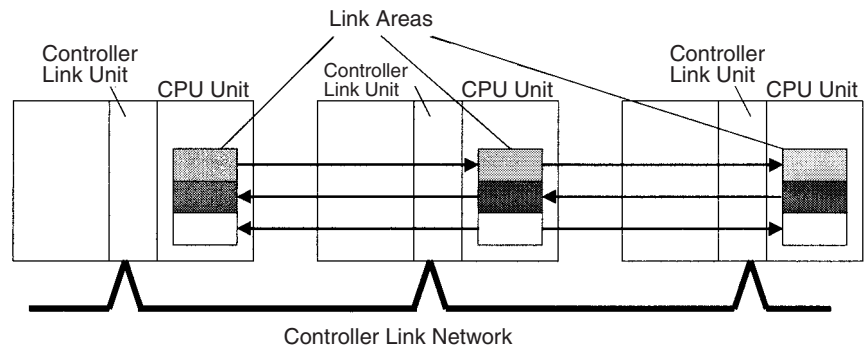 Link Areas
Controller
Link Unit
CPU Unit
Controller
Link Unit
CPU Unit
Controller
Link Unit
CPU Unit
Controller Link Network